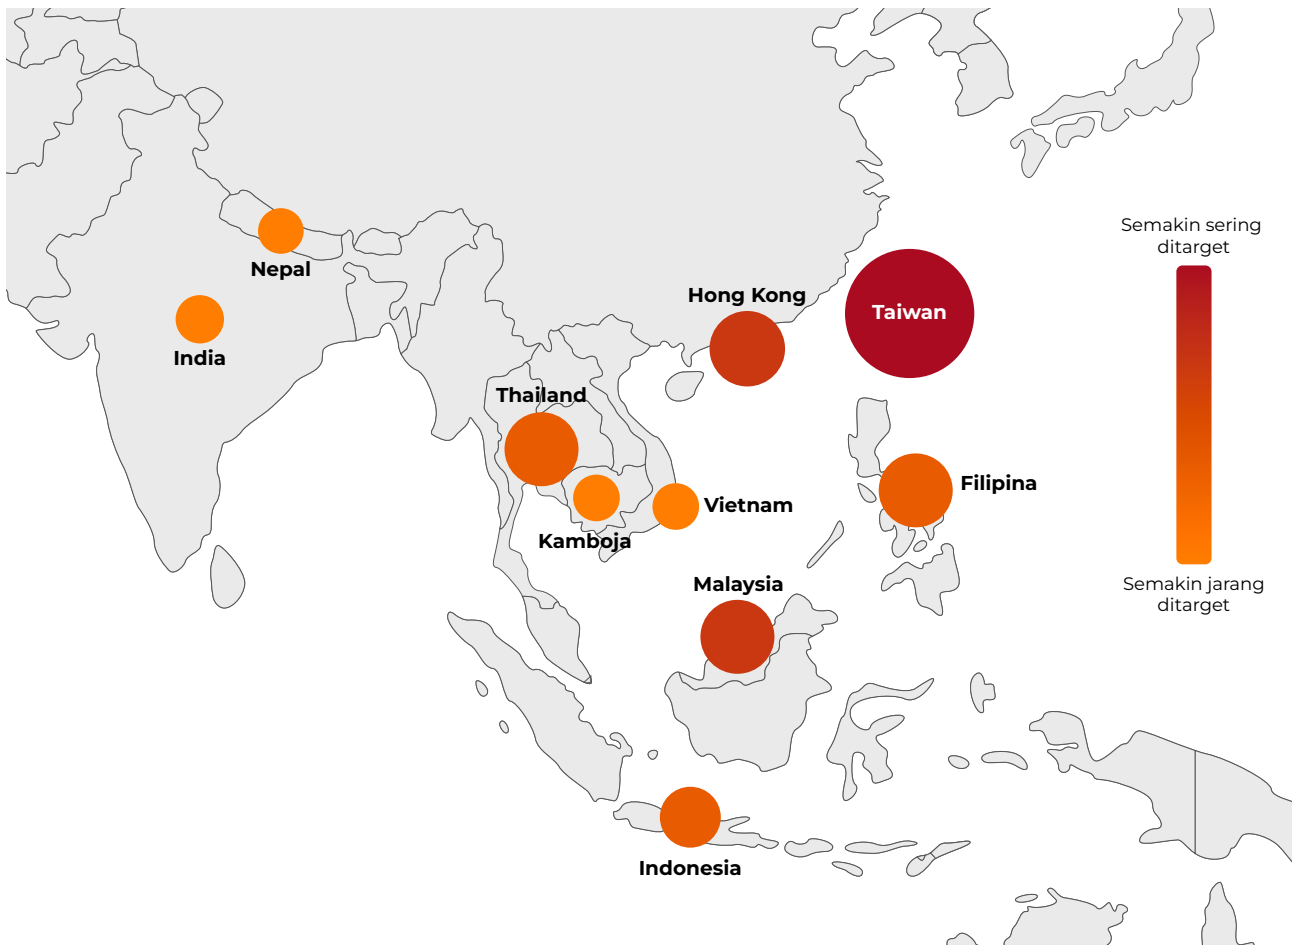 Semakin sering
ditarget
Nepal
Hong Kong
Taiwan
India
Thailand
Filipina
Vietnam
Kamboja
Malaysia
Semakin jarang
ditarget
Indonesia